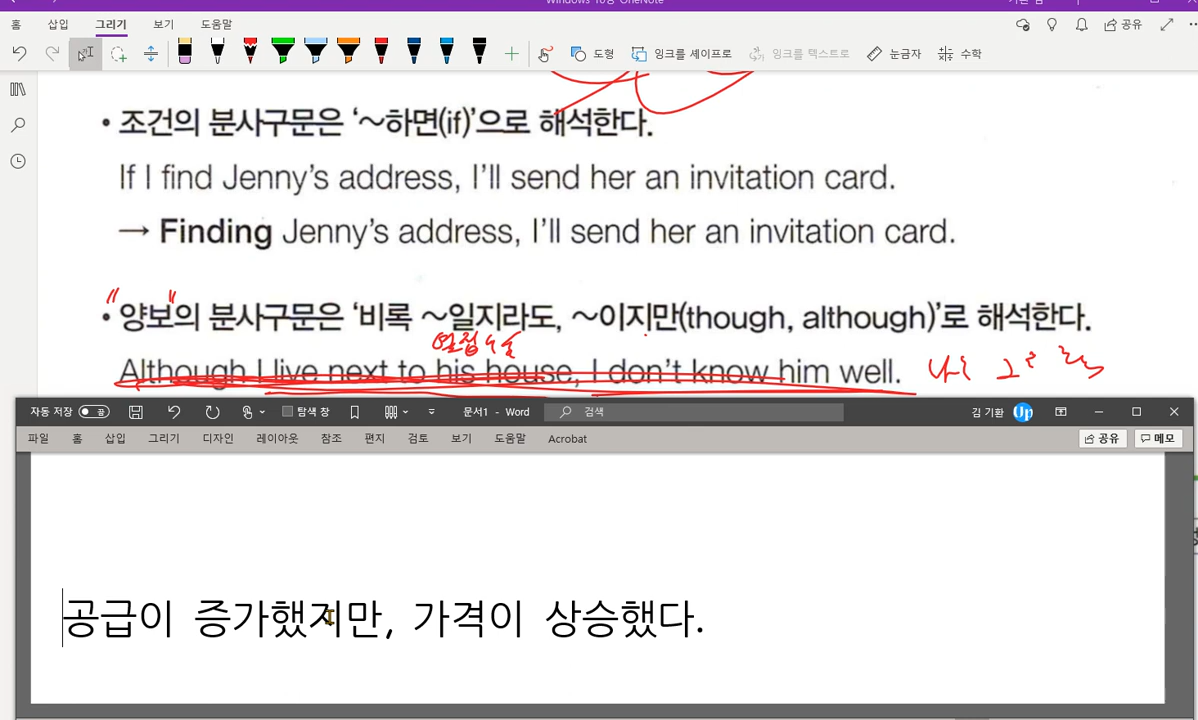 Windows 10용 OneNote
홈 삽입 그리기 보기 도움말
공유
도형 잉크를 셰이프로 잉크를 텍스트로 눈금자 수학
• 조건의 분사구문은 ‘～하면(if)’으로 해석한다.
If I find Jenny’s address, I’ll send her an invitation card.
→ Finding Jenny’s address, I’ll send her an invitation card.
• "양보"의 분사구문은 ‘비록 ～일지라도, ～이지만(though, although)’로 해석한다.
Although I live next to his house, I don’t know him well.
자동 저장 끔 탐색 창 문서1 - Word 검색 김 기환 Up
파일 홈 삽입 그리기 디자인 레이아웃 참조 편지 검토 보기 도움말 Acrobat 공유 메모
공급이 증가했지만, 가격이 상승했다.